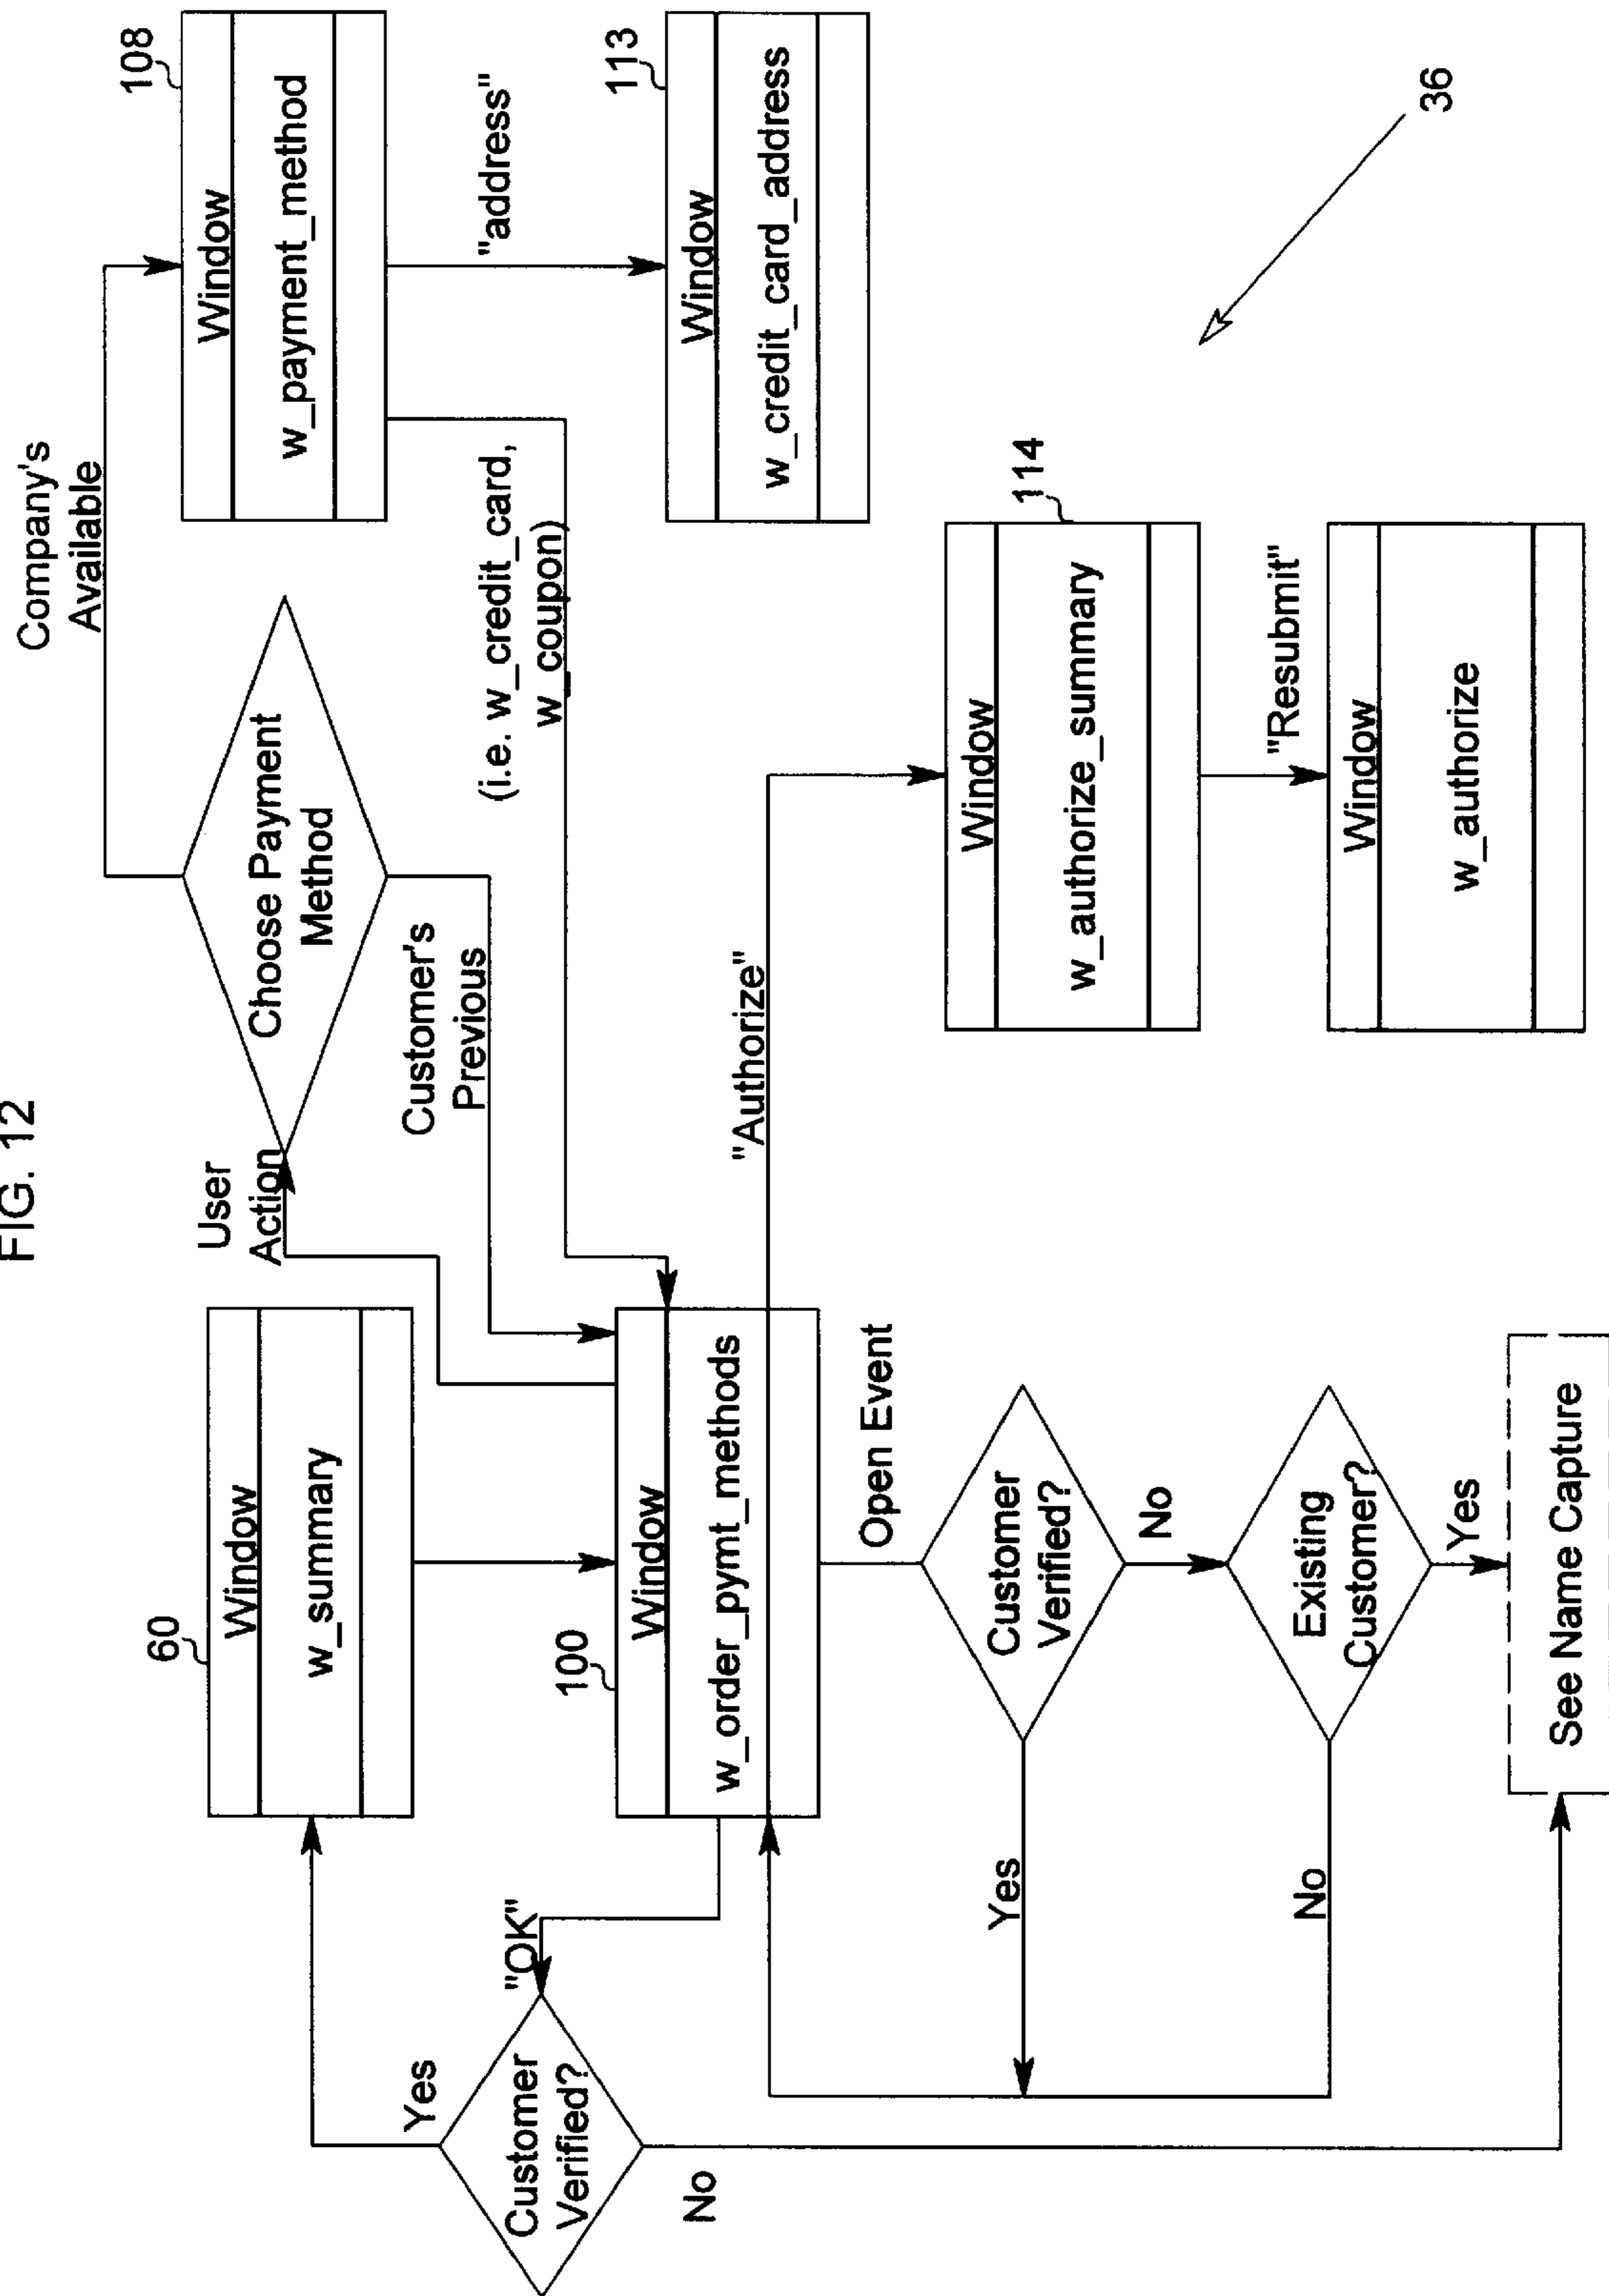 FIG. 12
Company's
Available
User
Action
Choose Payment
Method
108
Window
w_payment_method
60
Window
w_summary
Customer's
Previous
(i.e. w_credit_card,
w_coupon)
"address"
113
Window
w_credit_card_address
Yes
Customer
Verified?
No
"OK"
100
Window
w_order_pymt_methods
"Authorize"
114
Window
w_authorize_summary
"Resubmit"
Window
w_authorize
Open Event
Customer
Verified?
Yes
No
Existing
Customer?
No
Yes
See Name Capture
36